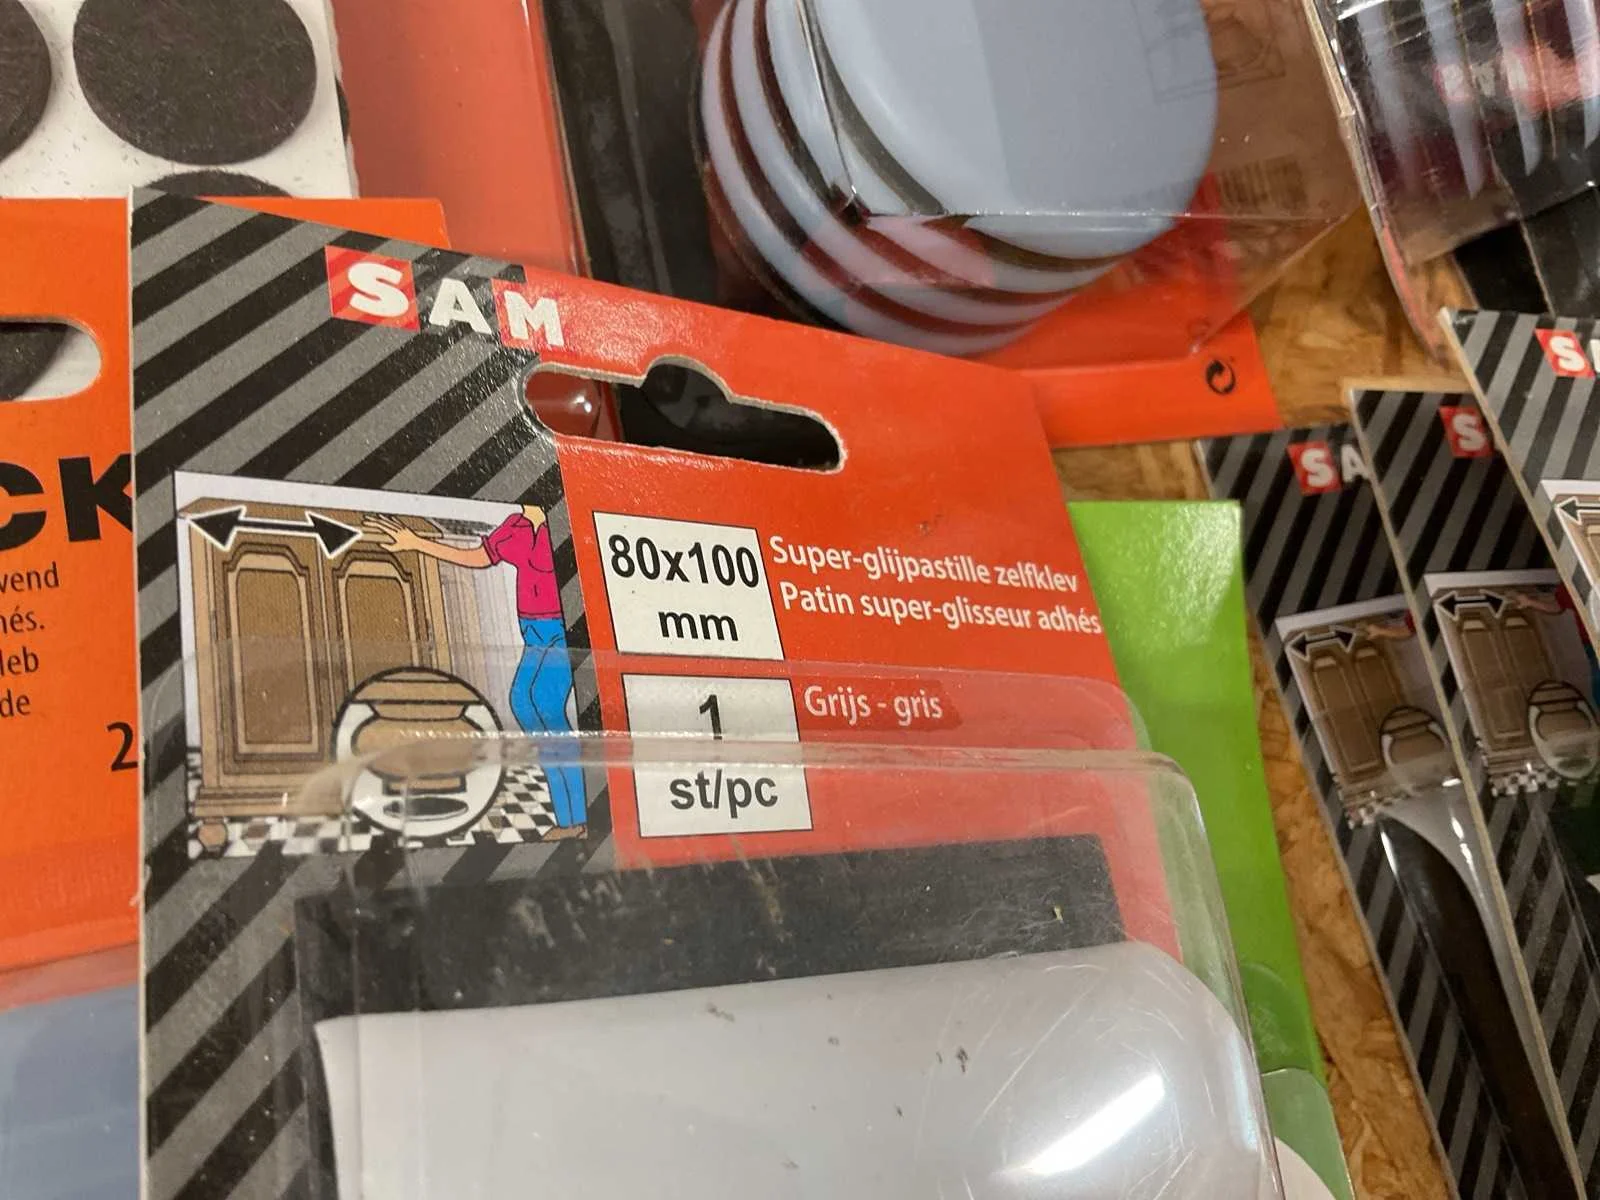 SAM
80x100
mm
Super-glijpastille zelfklev
Patin super-glisseur adhés
1
st/pc
Grijs - gris
CK
vend
hés.
leb
de
2
SA
S
S